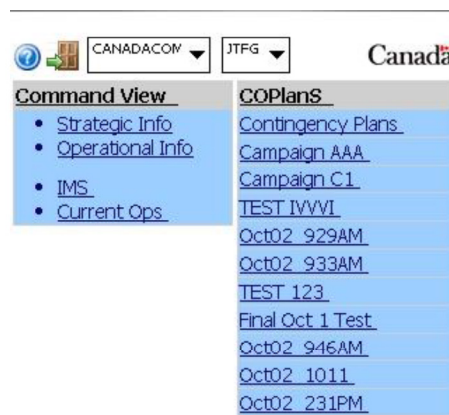 CANADACOM JTFG Canada
Command View
Strategic Info
Operational Info
IMS
Current Ops
COPlanS
Contingency Plans
Campaign AAA
Campaign C1
TEST IVVVI
Oct02 929AM
Oct02 933AM
TEST 123
Final Oct 1 Test
Oct02 946AM
Oct02 1011
Oct02 231PM